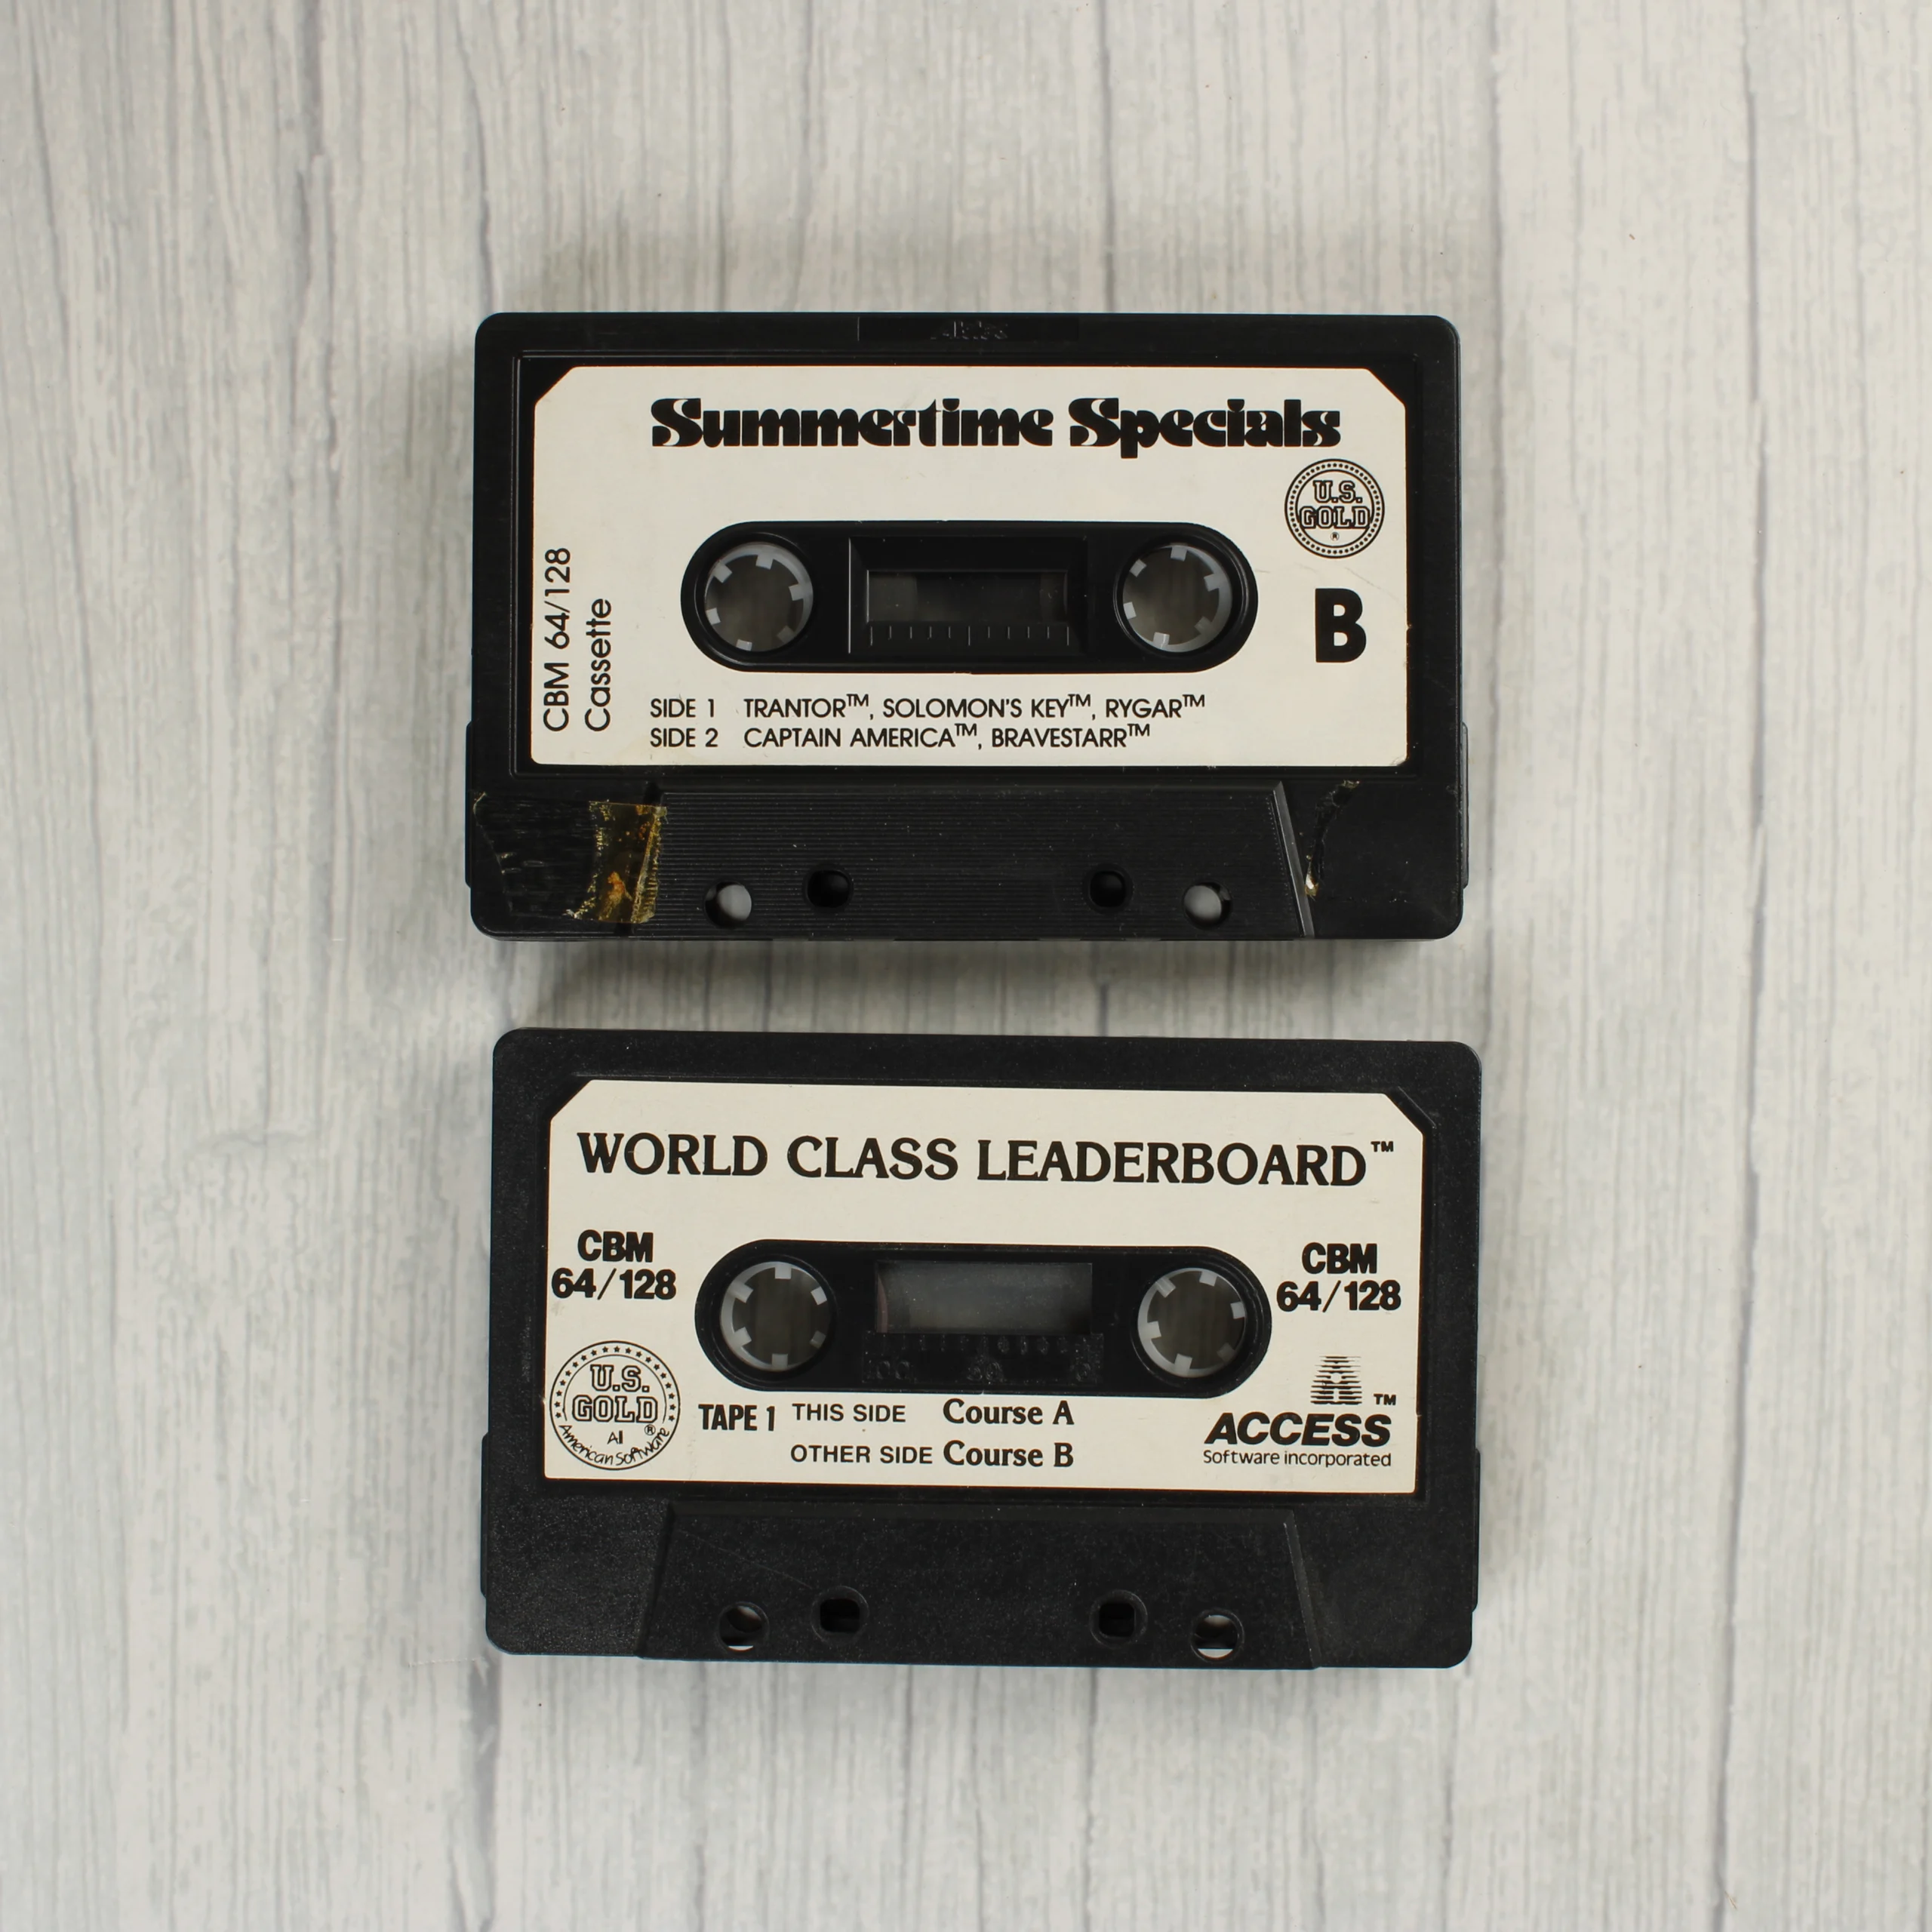 Summertime Specials
U.S.
GOLD
®
B
CBM 64/128
Cassette
SIDE 1 TRANTOR™, SOLOMON'S KEY™, RYGAR™
SIDE 2 CAPTAIN AMERICA™, BRAVESTARR™
WORLD CLASS LEADERBOARD™
CBM
64/128
CBM
64/128
U.S.
GOLD
®
All
American Software
TAPE 1 THIS SIDE Course A
OTHER SIDE Course B
TM
ACCESS
Software incorporated